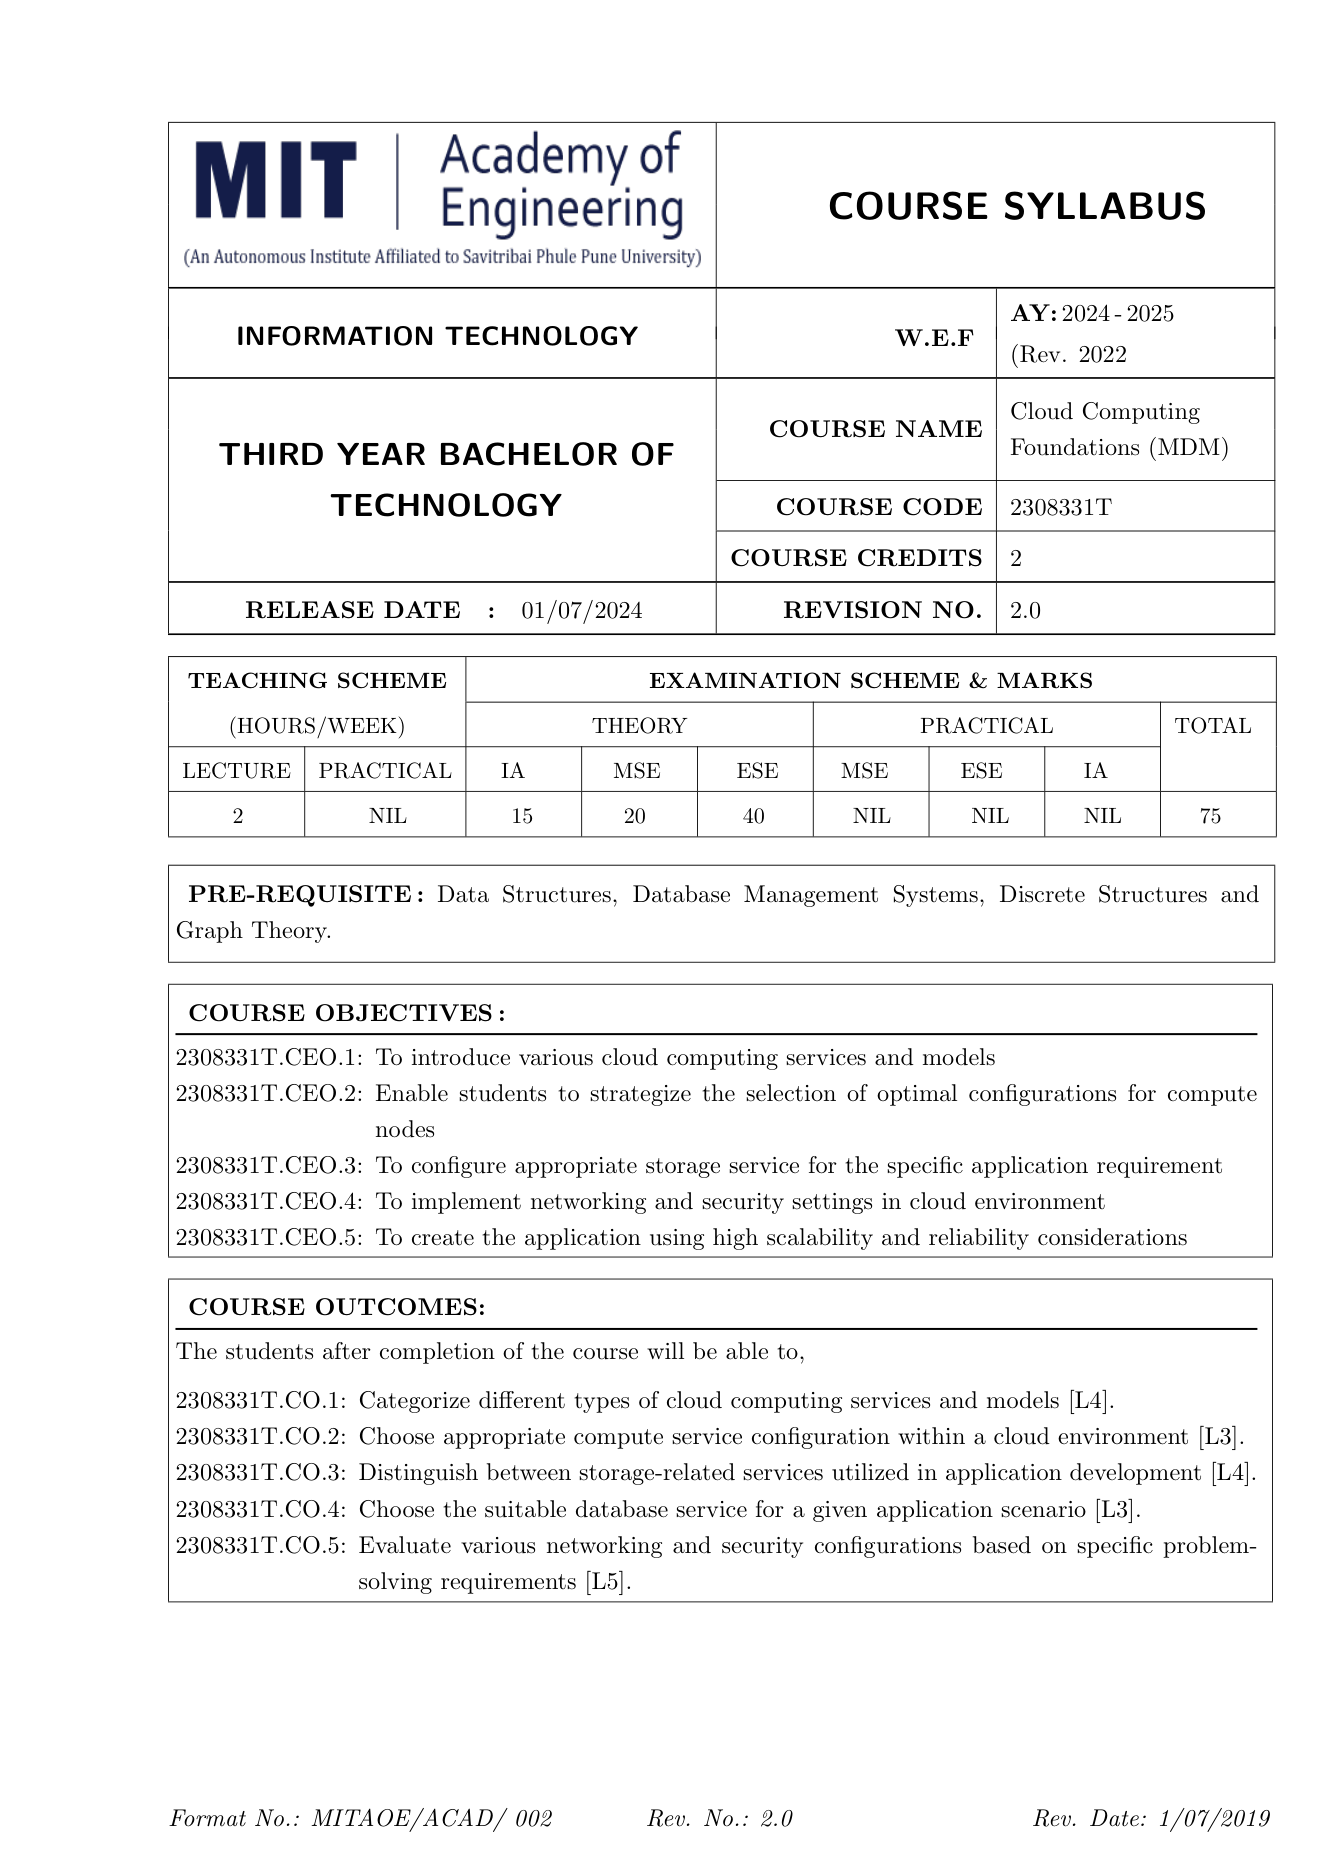 MIT Academy of
Engineering
(An Autonomous Institute Affiliated to Savitribai Phule Pune University)
COURSE SYLLABUS
INFORMATION TECHNOLOGY
W.E.F
AY: 2024 - 2025
(Rev. 2022
THIRD YEAR BACHELOR OF
TECHNOLOGY
COURSE NAME
Cloud Computing
Foundations (MDM)
COURSE CODE 2308331T
COURSE CREDITS 2
RELEASE DATE : 01/07/2024 REVISION NO. 2.0
TEACHING SCHEME EXAMINATION SCHEME & MARKS
(HOURS/WEEK) THEORY PRACTICAL TOTAL
LECTURE PRACTICAL IA MSE ESE MSE ESE IA
2 NIL 15 20 40 NIL NIL NIL 75
PRE-REQUISITE : Data Structures, Database Management Systems, Discrete Structures and
Graph Theory.
COURSE OBJECTIVES :
2308331T.CEO.1: To introduce various cloud computing services and models
2308331T.CEO.2: Enable students to strategize the selection of optimal configurations for compute
nodes
2308331T.CEO.3: To configure appropriate storage service for the specific application requirement
2308331T.CEO.4: To implement networking and security settings in cloud environment
2308331T.CEO.5: To create the application using high scalability and reliability considerations
COURSE OUTCOMES:
The students after completion of the course will be able to,
2308331T.CO.1: Categorize different types of cloud computing services and models [L4].
2308331T.CO.2: Choose appropriate compute service configuration within a cloud environment [L3].
2308331T.CO.3: Distinguish between storage-related services utilized in application development [L4].
2308331T.CO.4: Choose the suitable database service for a given application scenario [L3].
2308331T.CO.5: Evaluate various networking and security configurations based on specific problem-
solving requirements [L5].
Format No.: MITAOE/ACAD/ 002 Rev. No.: 2.0 Rev. Date: 1/07/2019